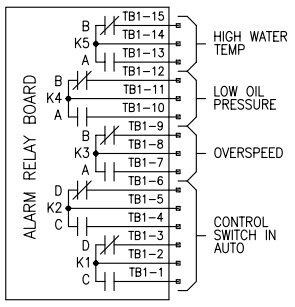 B TB1-15
K5 TB1-14
A TB1-13
HIGH WATER
TEMP
B TB1-12
K4 TB1-11
A TB1-10
LOW OIL
PRESSURE
B TB1-9
K3 TB1-8
A TB1-7
OVERSPEED
D TB1-6
K2 TB1-5
C TB1-4
D TB1-3
K1 TB1-2
C TB1-1
CONTROL
SWITCH IN
AUTO
ALARM RELAY BOARD